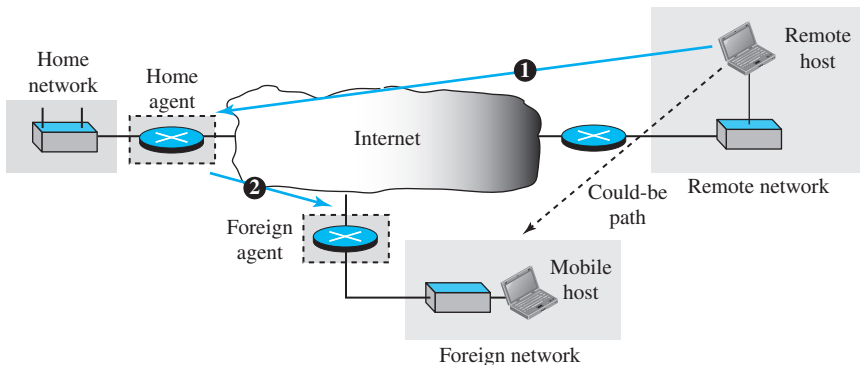 Home
network
Home
agent
1
Remote
host
Internet
2
Remote network
Could-be
path
Foreign
agent
Mobile
host
Foreign network